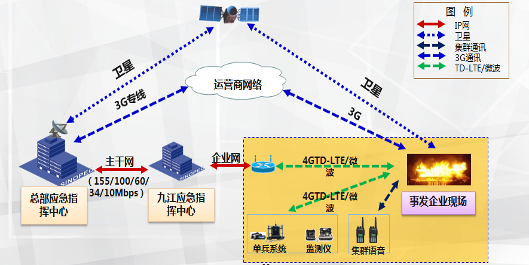 图 例
IP网
卫星
集群通讯
3G通讯
TD-LTE/微波
卫星
卫星
运营商网络
3G专线
3G
主干网
(155/100/60/
34/10Mbps)
企业网
4GTD-LTE/微
波
总部应急指
挥中心
九江应急指
挥中心
事发企业现场
4GTD-LTE/微
波
单兵系统
监测仪
集群语音